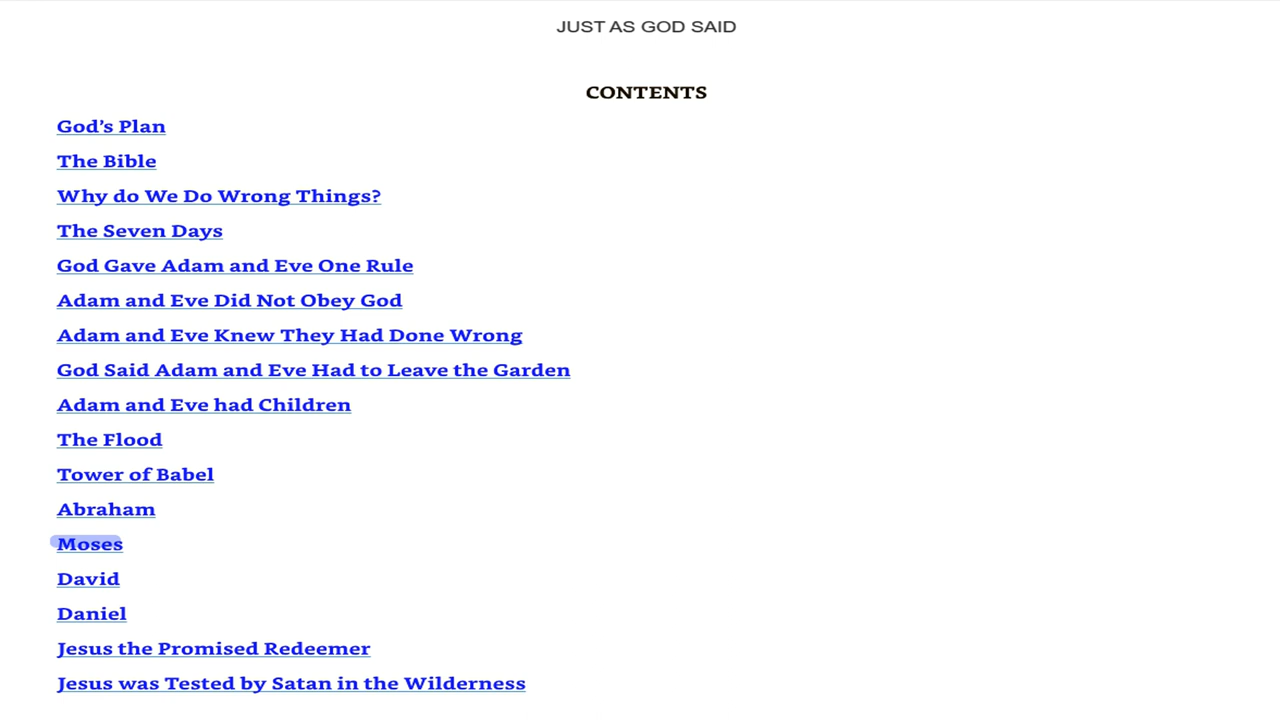 JUST AS GOD SAID
CONTENTS
God’s Plan
The Bible
Why do We Do Wrong Things?
The Seven Days
God Gave Adam and Eve One Rule
Adam and Eve Did Not Obey God
Adam and Eve Knew They Had Done Wrong
God Said Adam and Eve Had to Leave the Garden
Adam and Eve had Children
The Flood
Tower of Babel
Abraham
Moses
David
Daniel
Jesus the Promised Redeemer
Jesus was Tested by Satan in the Wilderness